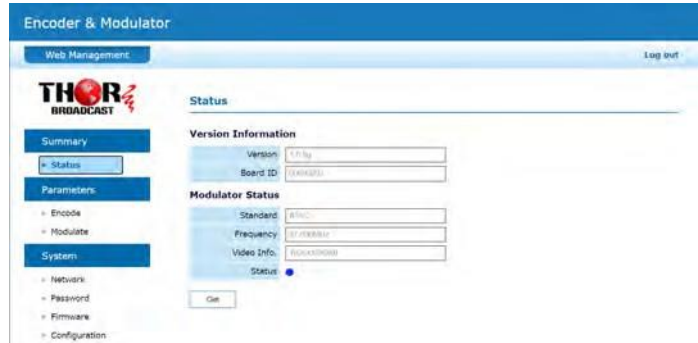 Encoder & Modulator
Web Management
Log out
THOR
BROADCAST
Status
Summary
Status
Version Information
Version
Board ID
Parameters
Modulator Status
Encode
Standard
Modulate
Frequency
System
Video Info.
Status
Network
Password
Get
Firmware
Configuration